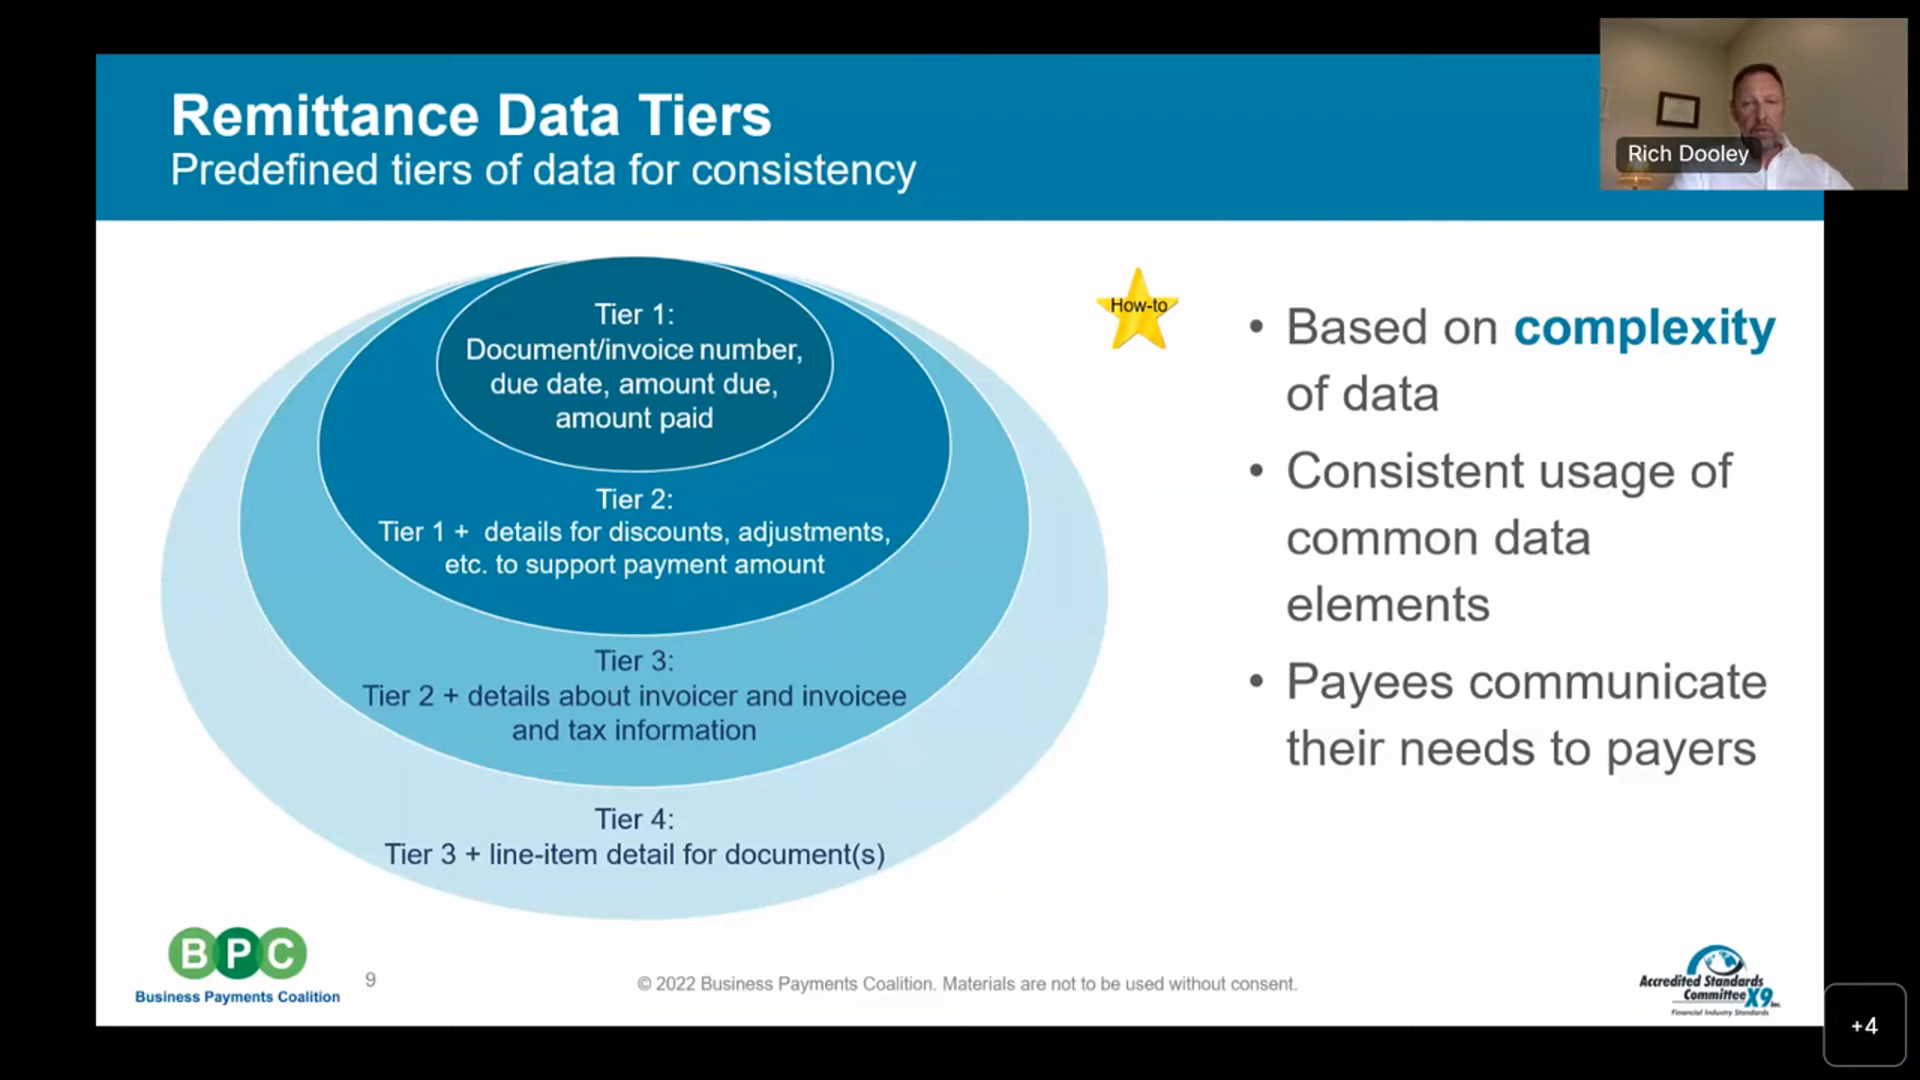 Remittance Data Tiers
Predefined tiers of data for consistency
Rich Dooley
Tier 1:
Document/invoice number,
due date, amount due,
amount paid
Tier 2:
Tier 1 + details for discounts, adjustments,
etc. to support payment amount
Tier 3:
Tier 2 + details about invoicer and invoicee
and tax information
Tier 4:
Tier 3 + line-item detail for document(s)
How-to
• Based on complexity
of data
• Consistent usage of
common data
elements
• Payees communicate
their needs to payers
BPC
Business Payments Coalition
9
© 2022 Business Payments Coalition. Materials are not to be used without consent.
Accredited Standards
Committee X9 Inc.
Financial Industry Standards
+4